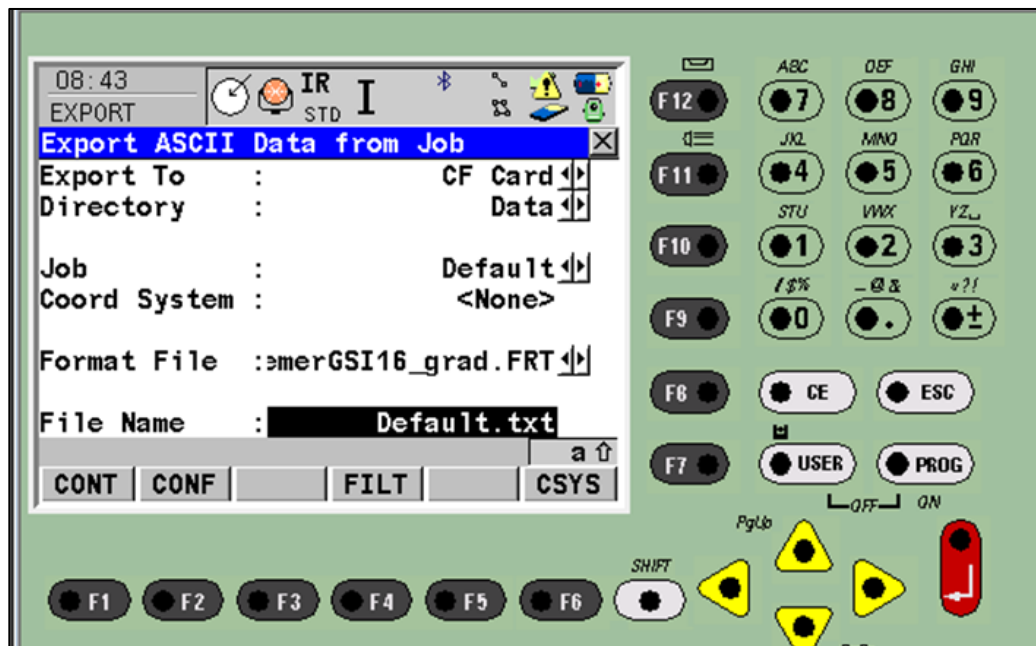 08:43
EXPORT
IR
STD
I
Export ASCII Data from Job
Export To : CF Card
Directory : Data
Job : Default
Coord System : <None>
Format File :emerGSI16_grad.FRT
File Name : Default.txt
a
CONT CONF FILT CSYS
F12
ABC DEF GHI
7 8 9
F11
JKL MNO PQR
4 5 6
F10
STU VWX YZ
1 2 3
F9
/$% _@& *?!
0 . ±
F8 CE ESC
F7 USER PROG
OFF ON
PgUp
SHIFT
F1 F2 F3 F4 F5 F6